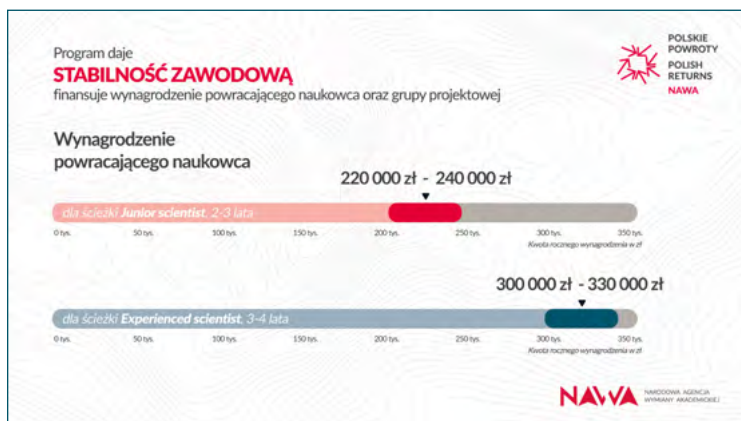 Program daje
STABILNOŚĆ ZAWODOWĄ
finansuje wynagrodzenie powracającego naukowca oraz grupy projektowej
POLSKIE
POWROTY
POLISH
RETURNS
NAWA
Wynagrodzenie
powracającego naukowca
220 000 zł - 240 000 zł
dla ścieżki Junior scientist, 2-3 lata
0 tys. 50 tys. 100 tys. 150 tys. 200 tys. 250 tys. 300 tys. 350 tys.
Kwota rocznego wynagrodzenia w zł
300 000 zł - 330 000 zł
dla ścieżki Experienced scientist, 3-4 lata
0 tys. 50 tys. 100 tys. 150 tys. 200 tys. 250 tys. 300 tys. 350 tys.
Kwota rocznego wynagrodzenia w zł
NAWA
NARODOWA AGENCJA
WYMIANY AKADEMICKIEJ